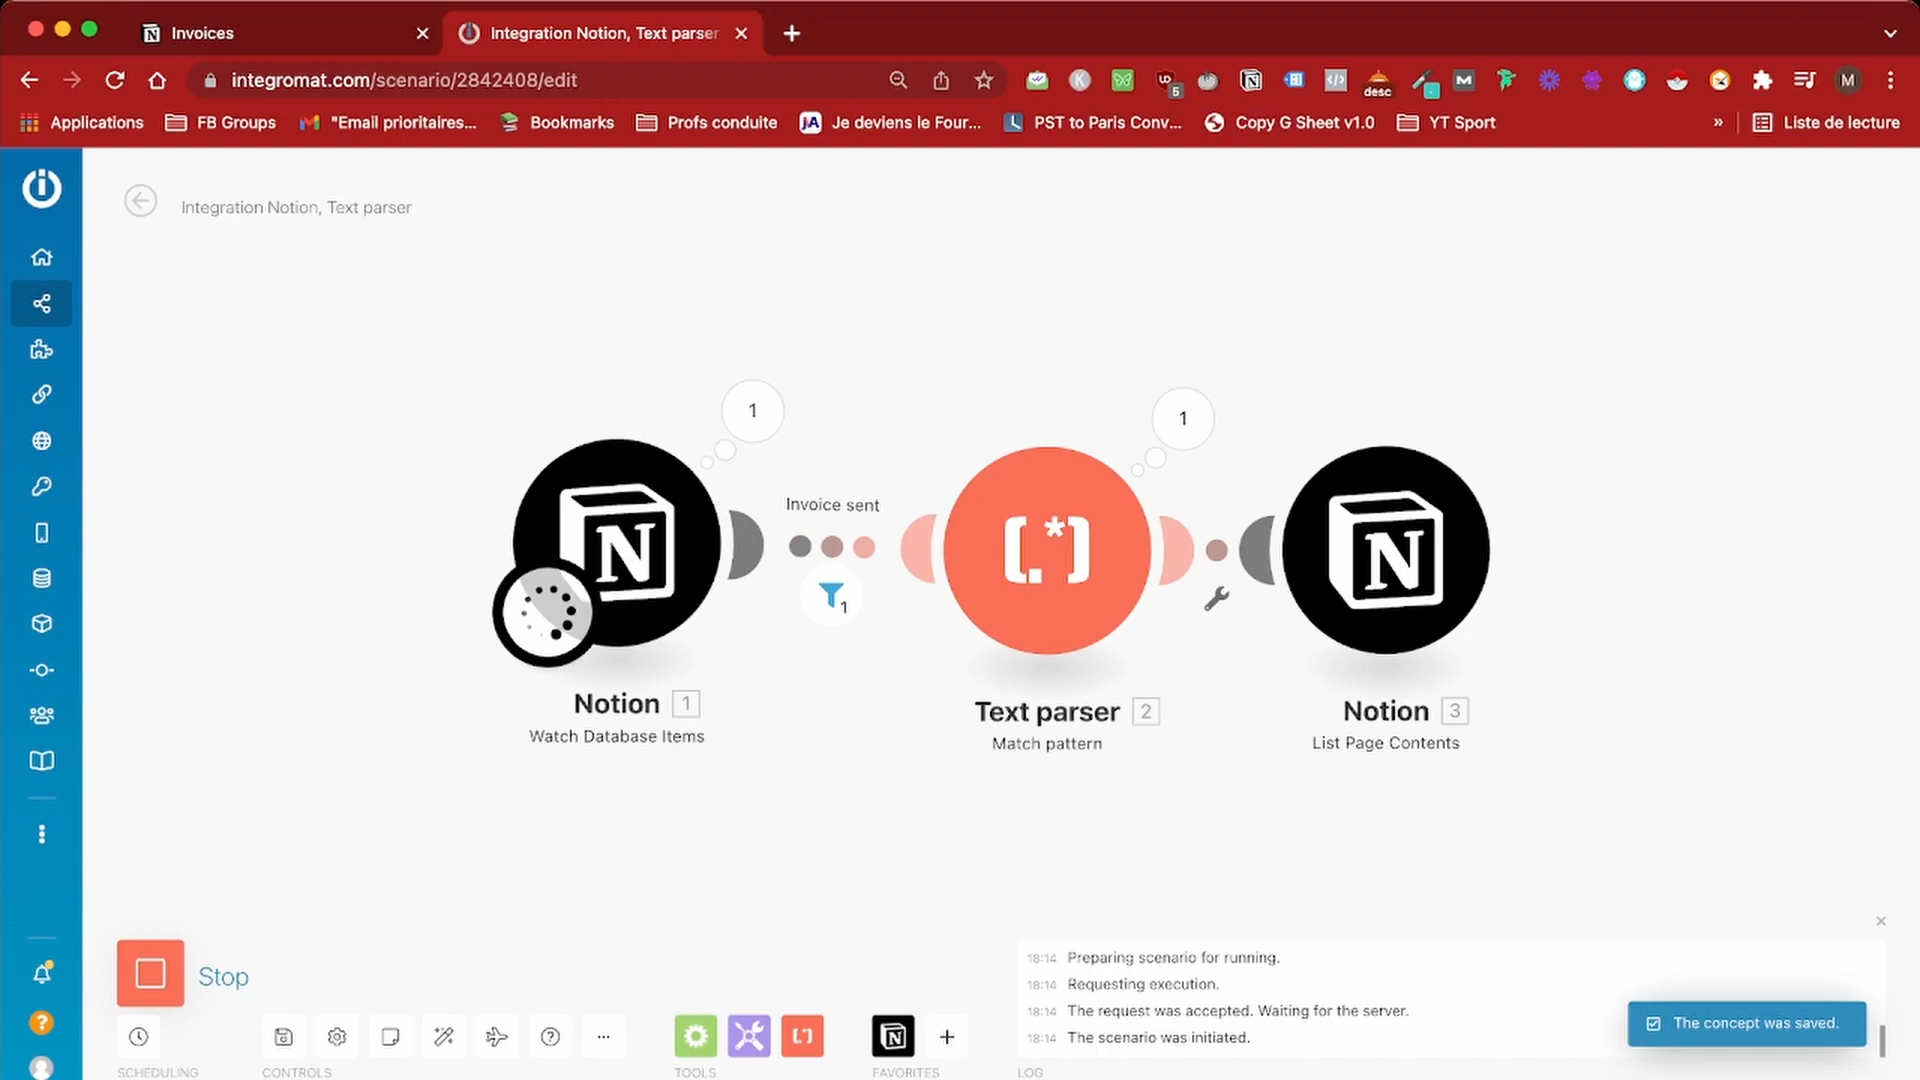 Invoices
Integration Notion, Text parser
integromat.com/scenario/2842408/edit
5
desc
M
Applications
FB Groups
"Email prioritaires...
Bookmarks
Profs conduite
JA
Je deviens le Four...
PST to Paris Conv...
Copy G Sheet v1.0
YT Sport
»
Liste de lecture
Integration Notion, Text parser
1
1
Invoice sent
1
Notion 1
Watch Database Items
Text parser 2
Match pattern
Notion 3
List Page Contents
Stop
18:14 Preparing scenario for running.
18:14 Requesting execution.
18:14 The request was accepted. Waiting for the server.
18:14 The scenario was initiated.
The concept was saved.
SCHEDULING
CONTROLS
TOOLS
FAVORITES
LOG